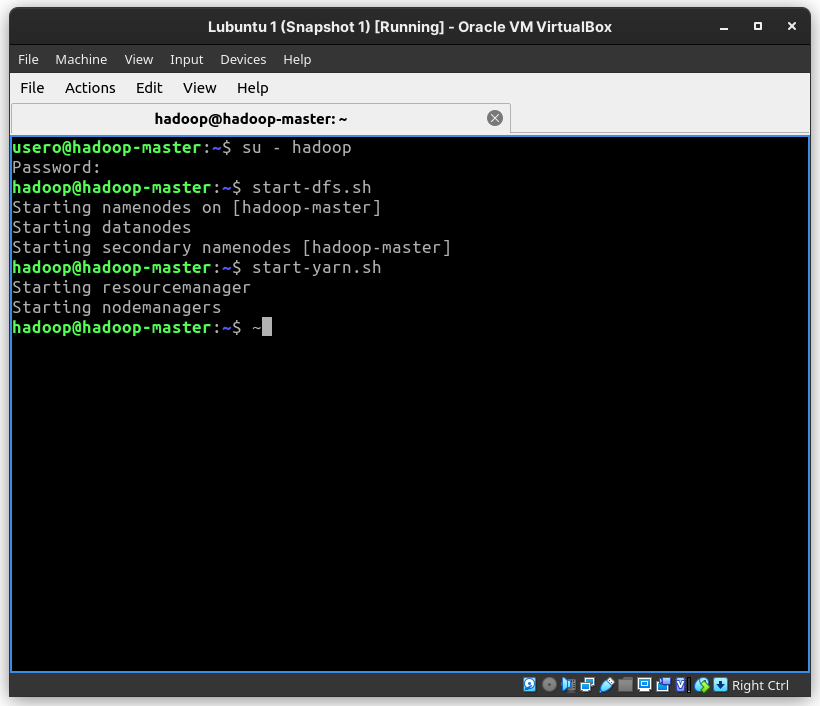 Lubuntu 1 (Snapshot 1) [Running] - Oracle VM VirtualBox
File Machine View Input Devices Help
File Actions Edit View Help
hadoop@hadoop-master: ~
usero@hadoop-master:~$ su - hadoop
Password:
hadoop@hadoop-master:~$ start-dfs.sh
Starting namenodes on [hadoop-master]
Starting datanodes
Starting secondary namenodes [hadoop-master]
hadoop@hadoop-master:~$ start-yarn.sh
Starting resourcemanager
Starting nodemanagers
hadoop@hadoop-master:~$ ~
Right Ctrl